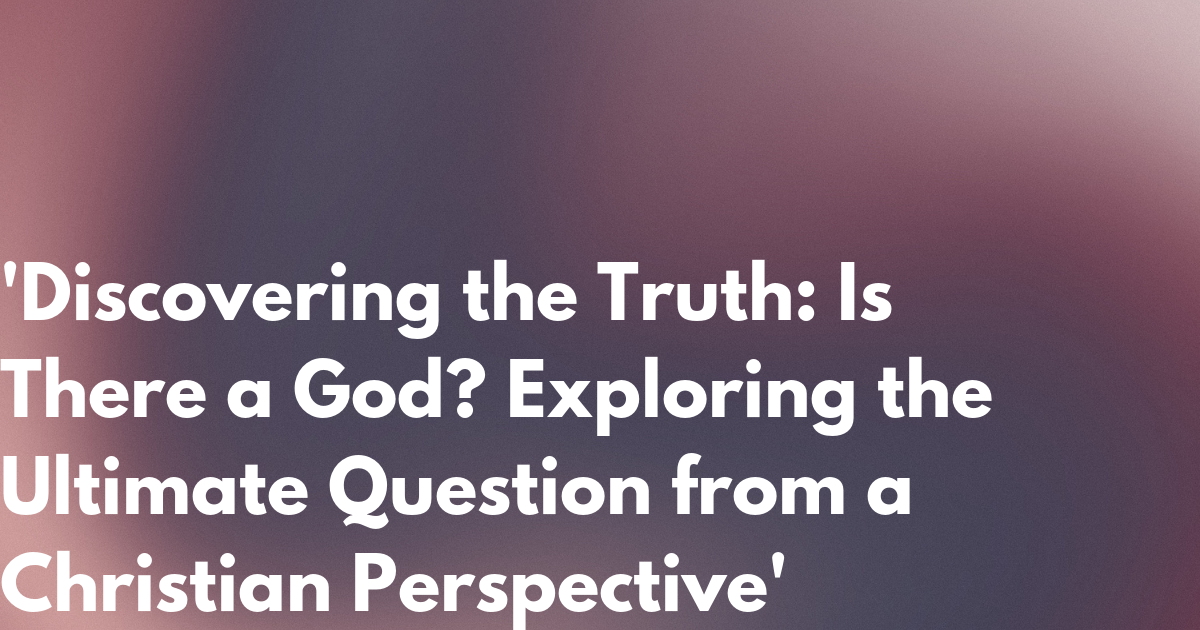 'Discovering the Truth: Is
There a God? Exploring the
Ultimate Question from a
Christian Perspective'